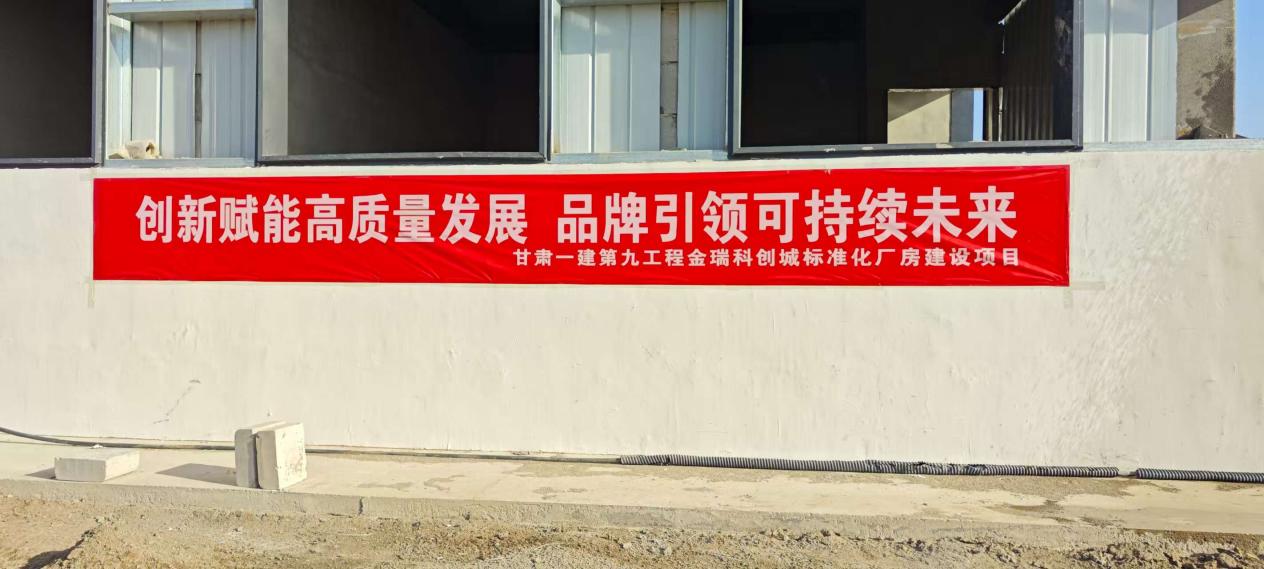 创新赋能高质量发展 品牌引领可持续未来
甘肃一建第九工程金瑞科创城标准化厂房建设项目